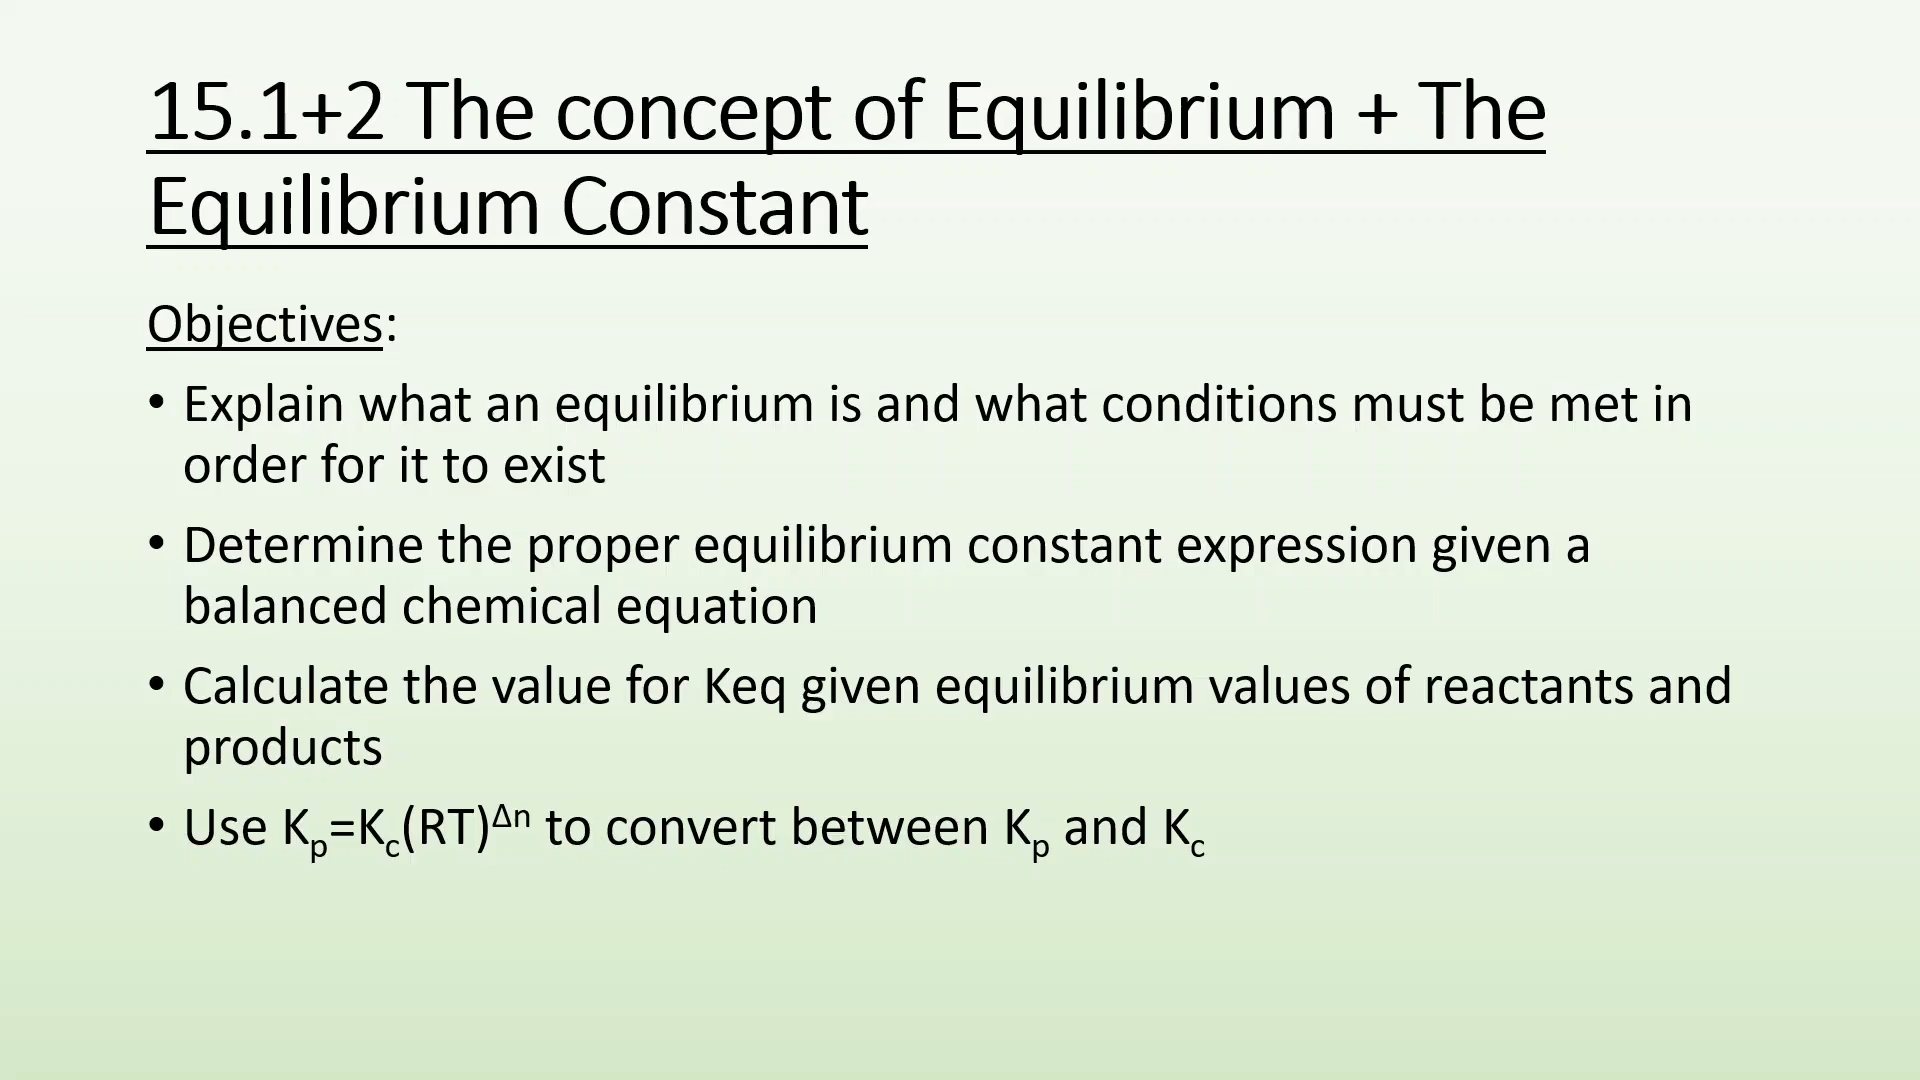 15.1+2 The concept of Equilibrium + The
Equilibrium Constant
Objectives:
• Explain what an equilibrium is and what conditions must be met in
order for it to exist
• Determine the proper equilibrium constant expression given a
balanced chemical equation
• Calculate the value for Keq given equilibrium values of reactants and
products
• Use Kₚ=K_c(RT)^Δn to convert between Kₚ and K_c